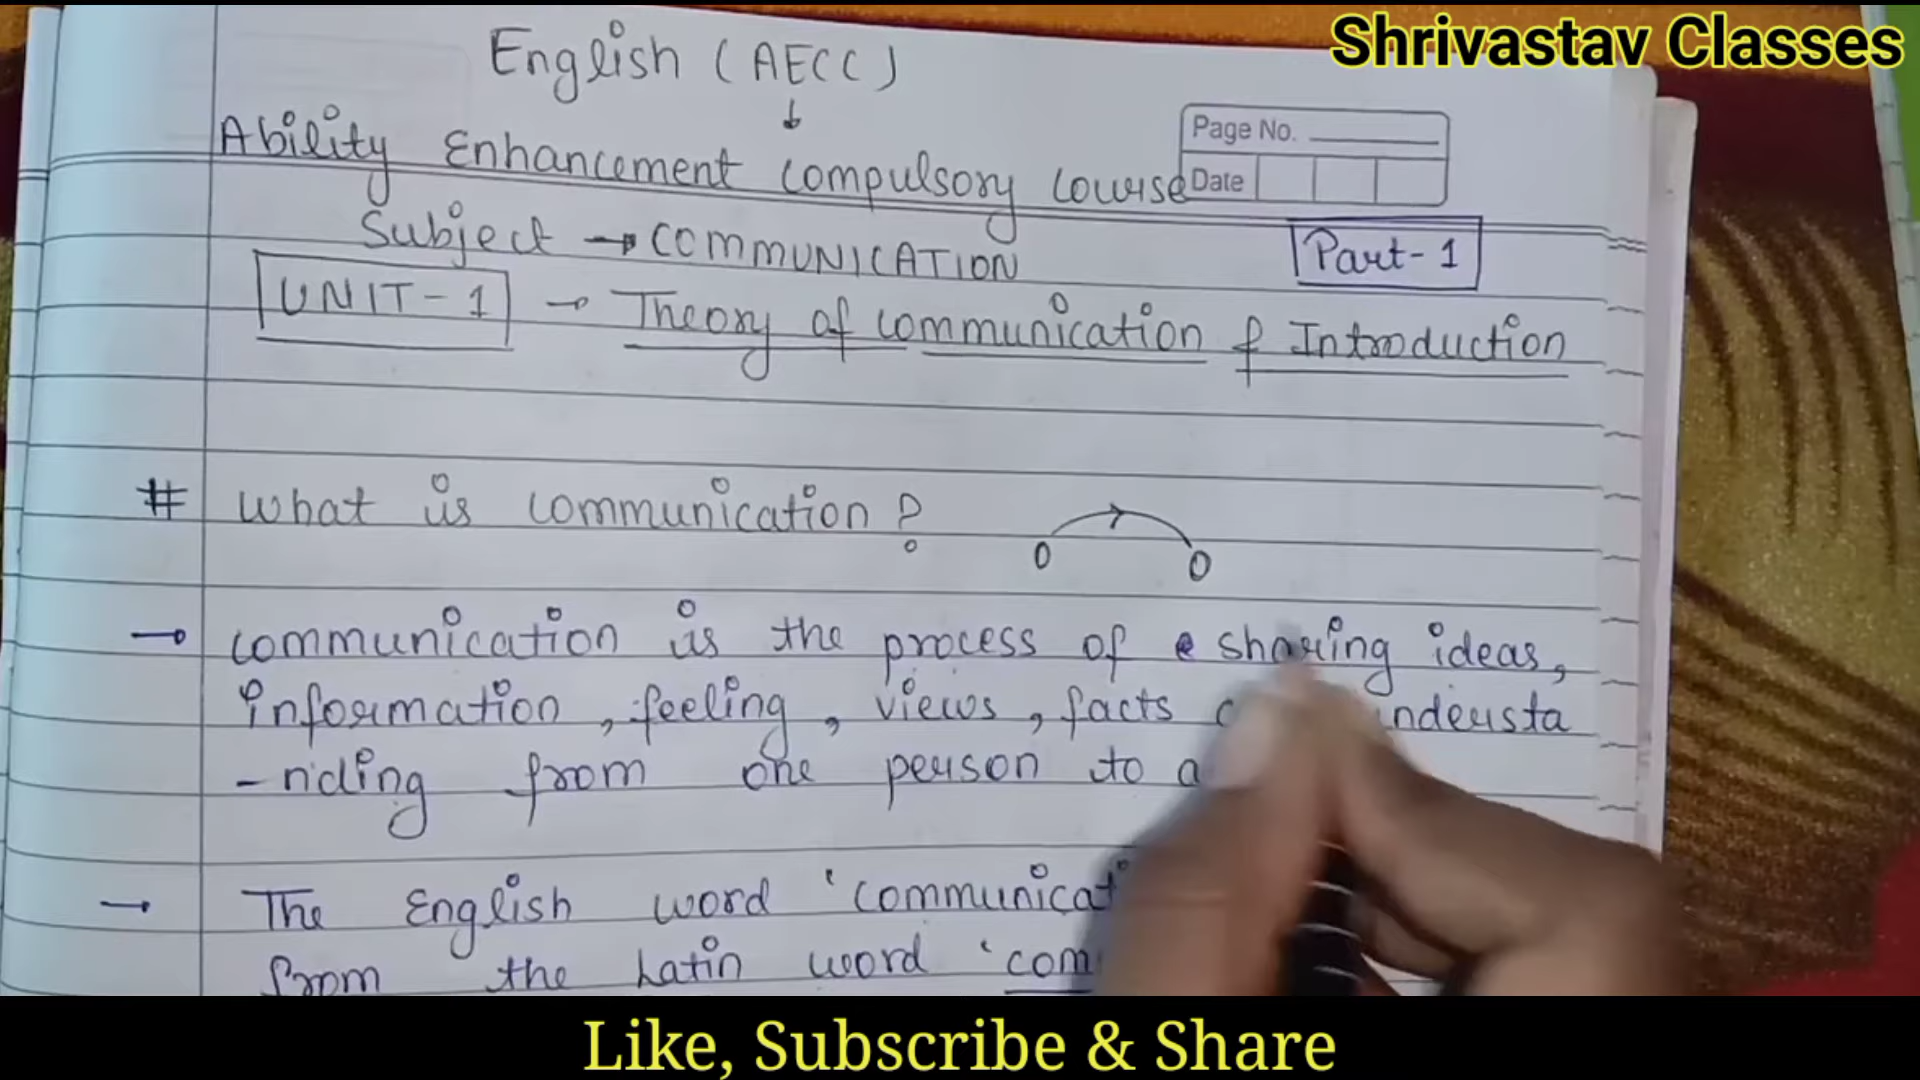 Shrivastav Classes
English (AECC)
↓
Ability Enhancement Compulsory Course
Page No.
Date
Subject → COMMUNICATION
Part-1
UNIT-1 → Theory of communication & Introduction
# What is communication?
→ communication is the process of e sharing ideas,
information, feeling, views, facts
-nding from one person to
→ The English word 'communicati
from the Latin word 'com
Like, Subscribe & Share